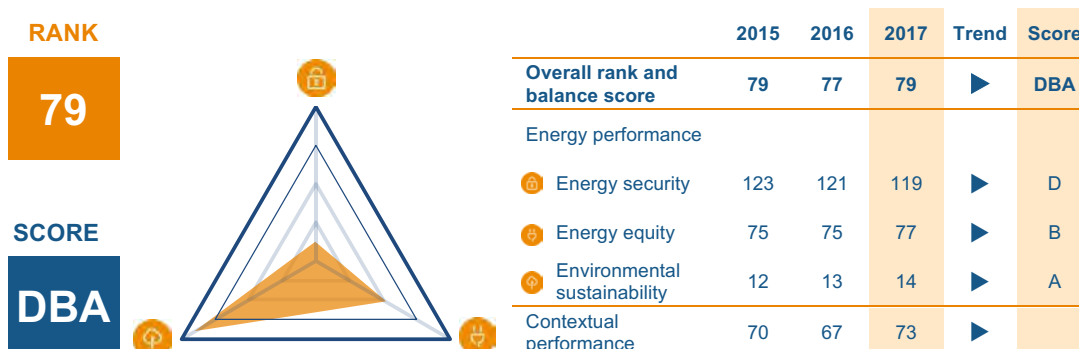 RANK
79
SCORE
DBA
2015 2016 2017 Trend Score
Overall rank and
balance score 79 77 79 DBA
Energy performance
Energy security 123 121 119 D
Energy equity 75 75 77 B
Environmental
sustainability 12 13 14 A
Contextual
performance 70 67 73